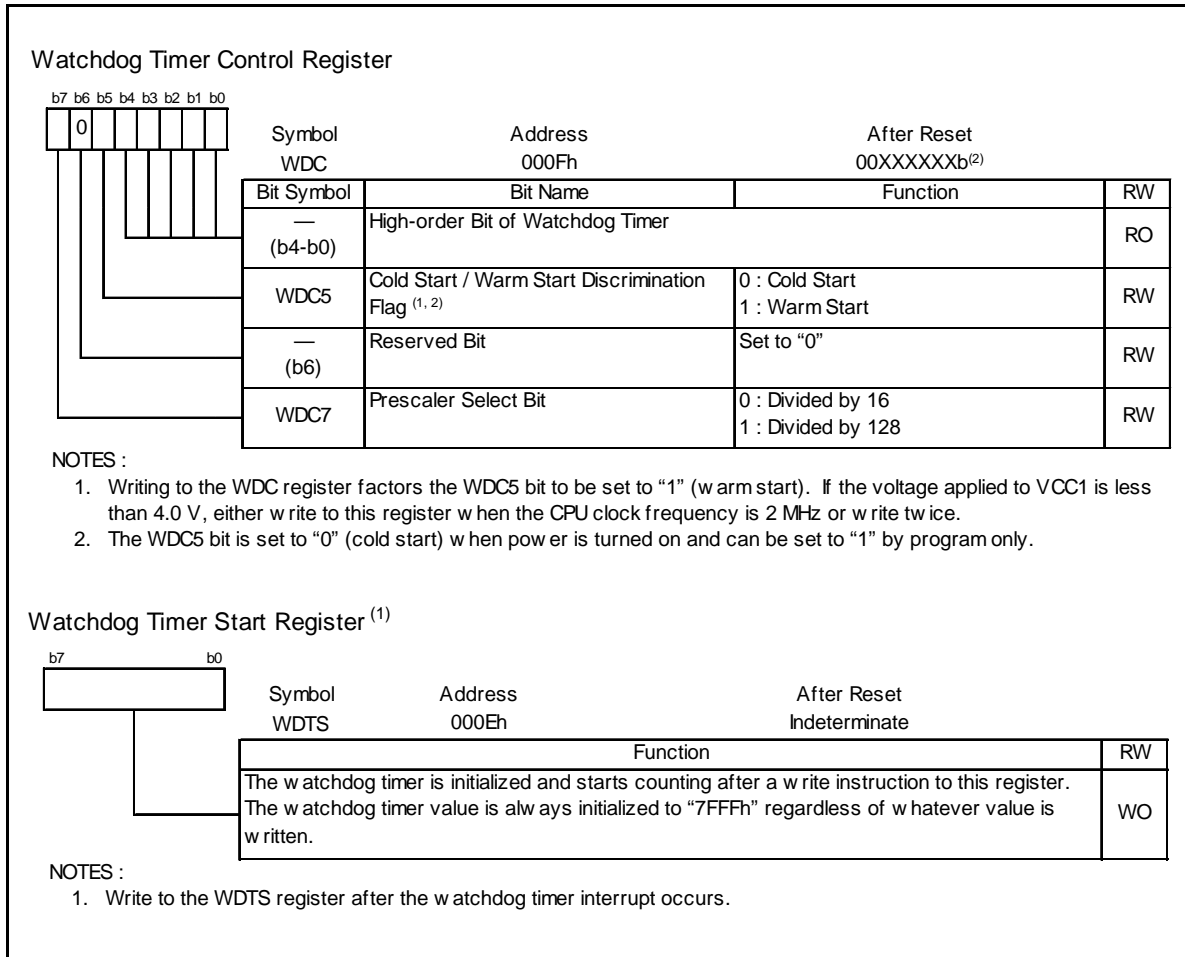 Watchdog Timer Control Register
b7 b6 b5 b4 b3 b2 b1 b0
0
Symbol Address After Reset
WDC 000Fh 00XXXXXXb(2)
Bit Symbol Bit Name Function RW
— (b4-b0) High-order Bit of Watchdog Timer RO
WDC5 Cold Start / Warm Start Discrimination Flag (1, 2) 0 : Cold Start 1 : Warm Start RW
— (b6) Reserved Bit Set to “0” RW
WDC7 Prescaler Select Bit 0 : Divided by 16 1 : Divided by 128 RW
NOTES :
1. Writing to the WDC register factors the WDC5 bit to be set to “1” (warm start). If the voltage applied to VCC1 is less
than 4.0 V, either write to this register when the CPU clock frequency is 2 MHz or write twice.
2. The WDC5 bit is set to “0” (cold start) when power is turned on and can be set to “1” by program only.
Watchdog Timer Start Register (1)
b7 b0
Symbol Address After Reset
WDTS 000Eh Indeterminate
Function RW
The watchdog timer is initialized and starts counting after a write instruction to this register.
The watchdog timer value is always initialized to “7FFFh” regardless of whatever value is
written.
WO
NOTES :
1. Write to the WDTS register after the watchdog timer interrupt occurs.